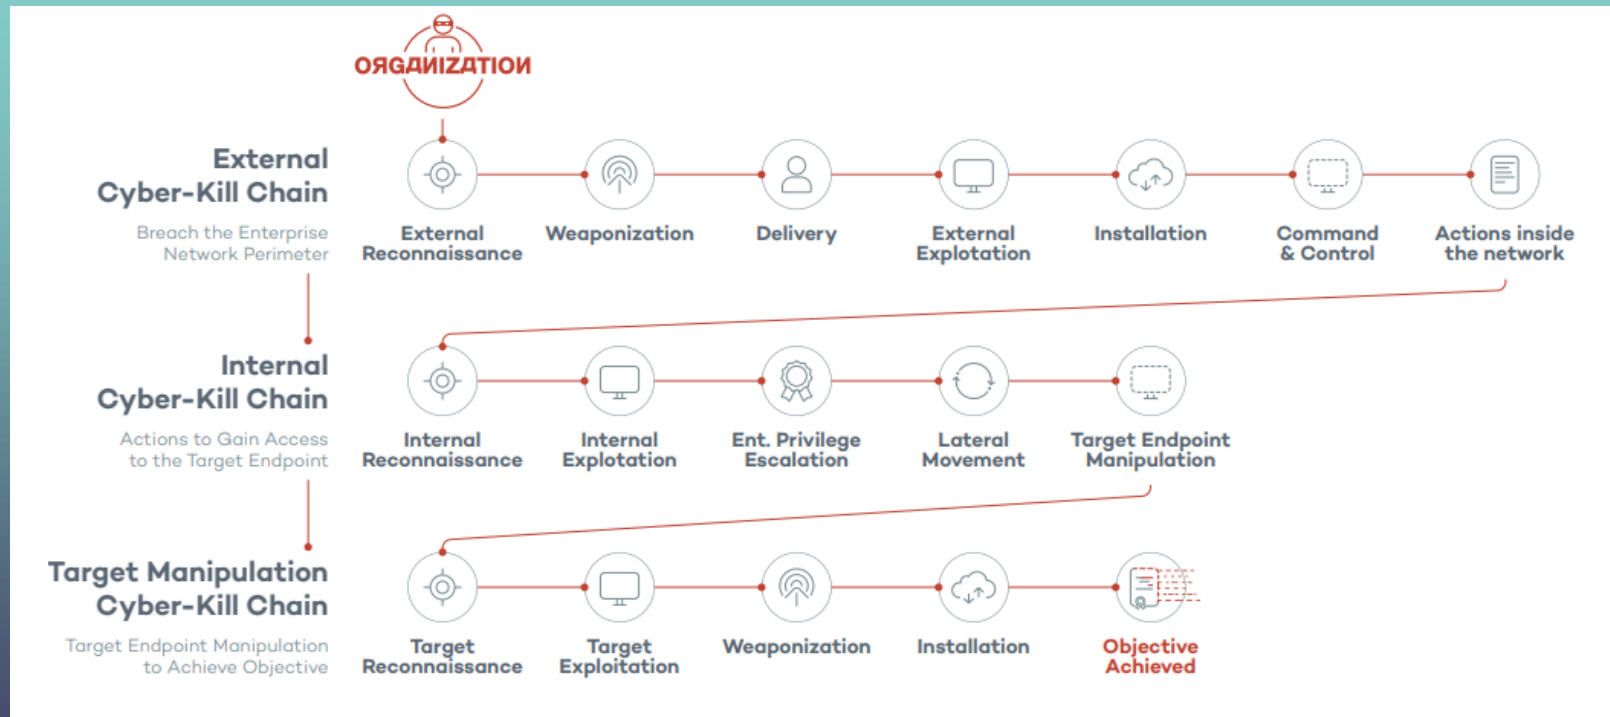 OЯGAИIZATIOИ
External
Cyber-Kill Chain
Breach the Enterprise
Network Perimeter
External
Reconnaissance
Weaponization
Delivery
External
Explotation
Installation
Command
& Control
Actions inside
the network
Internal
Cyber-Kill Chain
Actions to Gain Access
to the Target Endpoint
Internal
Reconnaissance
Internal
Explotation
Ent. Privilege
Escalation
Lateral
Movement
Target Endpoint
Manipulation
Target Manipulation
Cyber-Kill Chain
Target Endpoint Manipulation
to Achieve Objective
Target
Reconnaissance
Target
Exploitation
Weaponization
Installation
Objective
Achieved